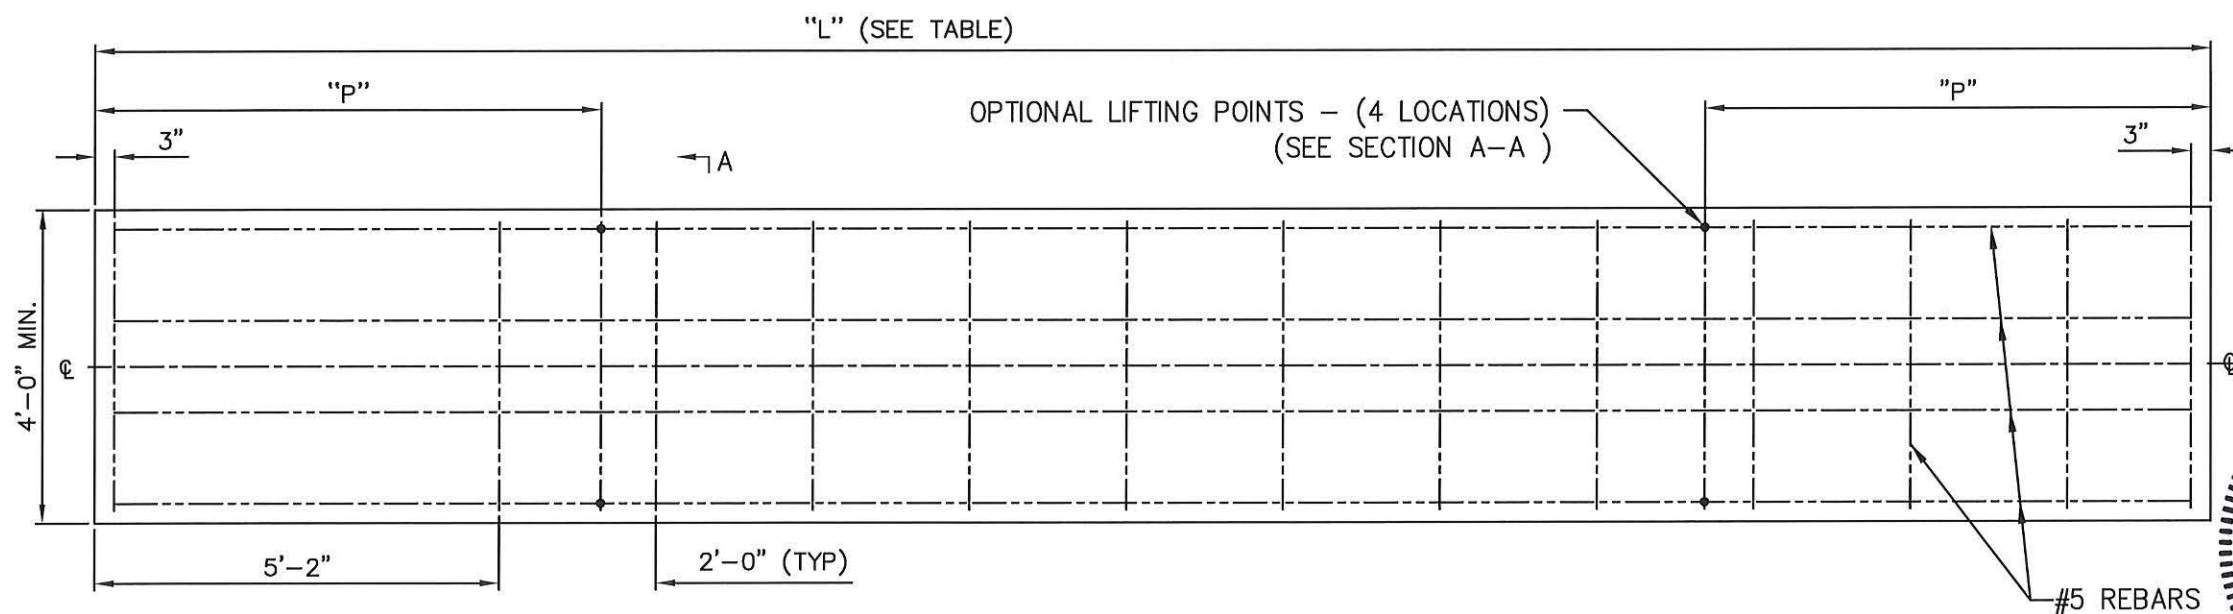 “L” (SEE TABLE)
“P”
”P”
OPTIONAL LIFTING POINTS – (4 LOCATIONS)
(SEE SECTION A–A )
3”
A
3”
4’–0” MIN.
℄
℄
5’–2”
2’–0” (TYP)
#5 REBARS